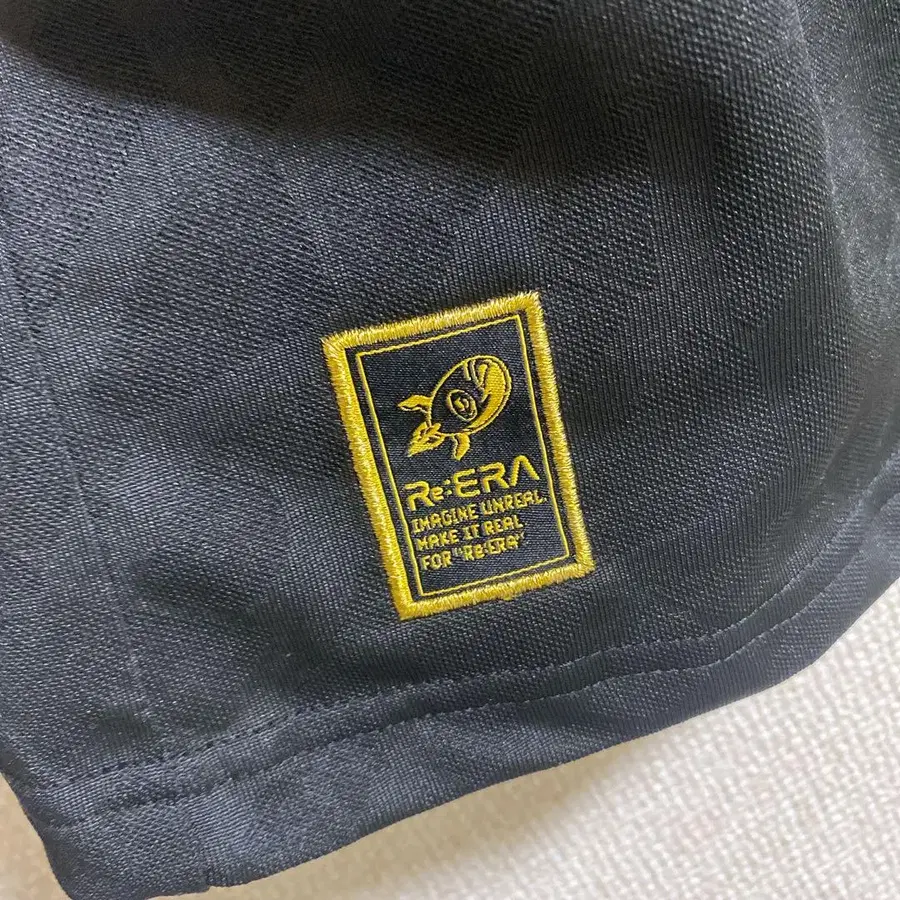 Re:ERA
IMAGINE UNREAL.
MAKE IT REAL
FOR "Re:ERA"